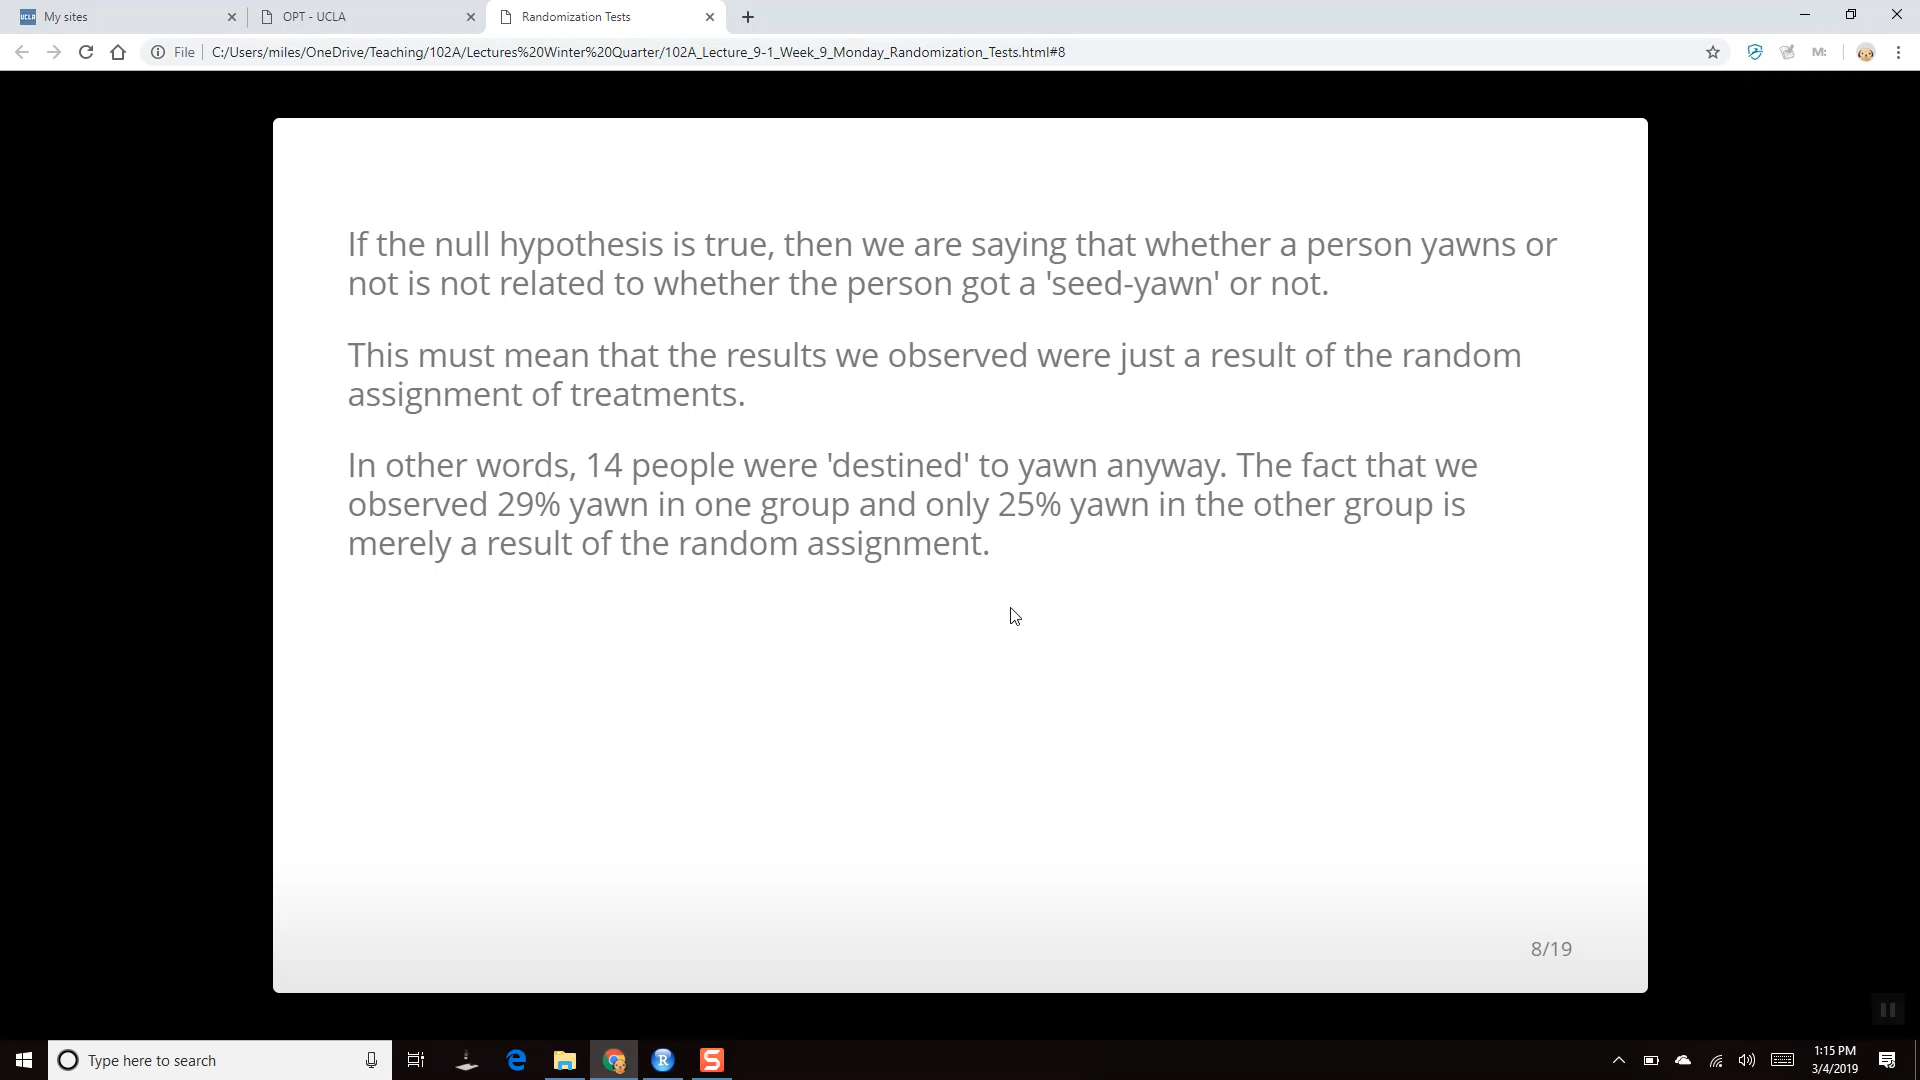 UCLA My sites
OPT - UCLA
Randomization Tests
File C:/Users/miles/OneDrive/Teaching/102A/Lectures%20Winter%20Quarter/102A_Lecture_9-1_Week_9_Monday_Randomization_Tests.html#8
M:
If the null hypothesis is true, then we are saying that whether a person yawns or
not is not related to whether the person got a 'seed-yawn' or not.
This must mean that the results we observed were just a result of the random
assignment of treatments.
In other words, 14 people were 'destined' to yawn anyway. The fact that we
observed 29% yawn in one group and only 25% yawn in the other group is
merely a result of the random assignment.
8/19
Type here to search
R
S
1:15 PM
3/4/2019